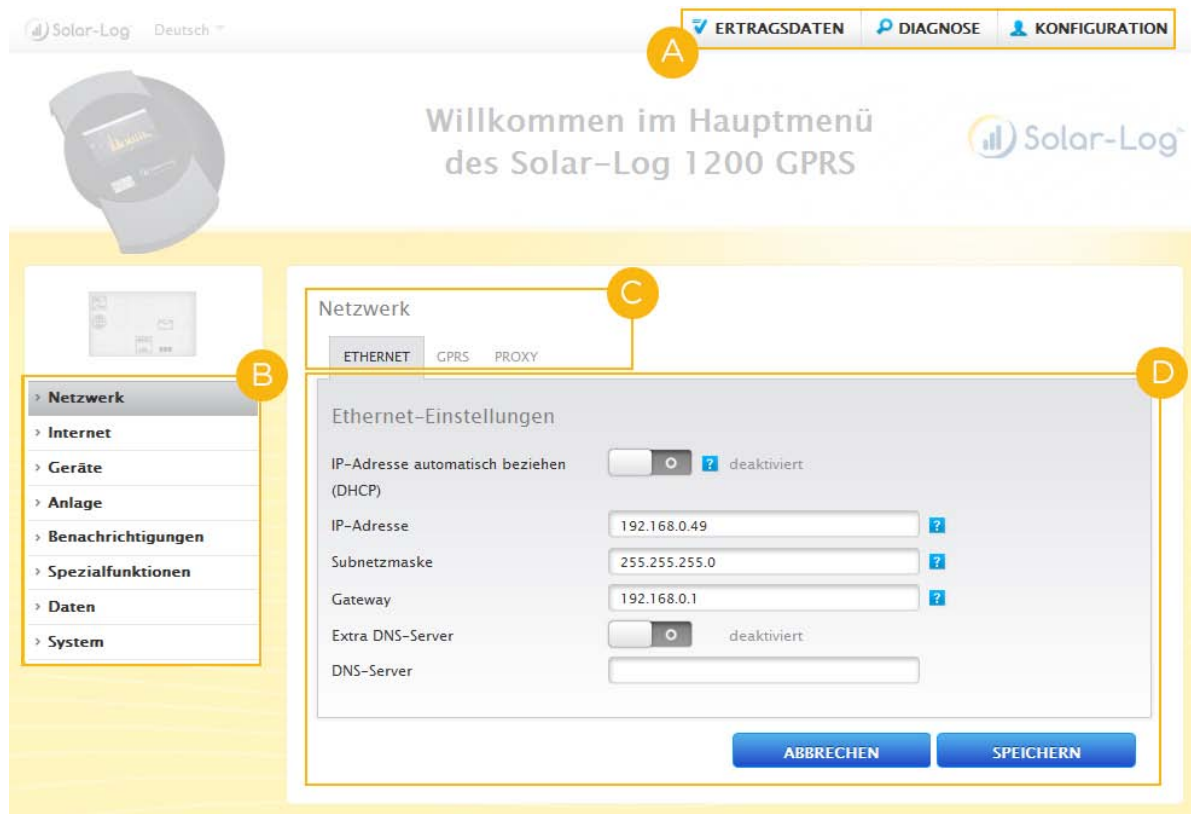 Solar-Log Deutsch
ERTRAGSDATEN DIAGNOSE KONFIGURATION
A
Willkommen im Hauptmenü
des Solar-Log 1200 GPRS
Solar-Log™
B
Netzwerk
Internet
Geräte
Anlage
Benachrichtigungen
Spezialfunktionen
Daten
System
C
Netzwerk
ETHERNET GPRS PROXY
D
Ethernet-Einstellungen
IP-Adresse automatisch beziehen
(DHCP)
? deaktiviert
IP-Adresse 192.168.0.49 ?
Subnetzmaske 255.255.255.0 ?
Gateway 192.168.0.1 ?
Extra DNS-Server deaktiviert
DNS-Server
ABBRECHEN SPEICHERN